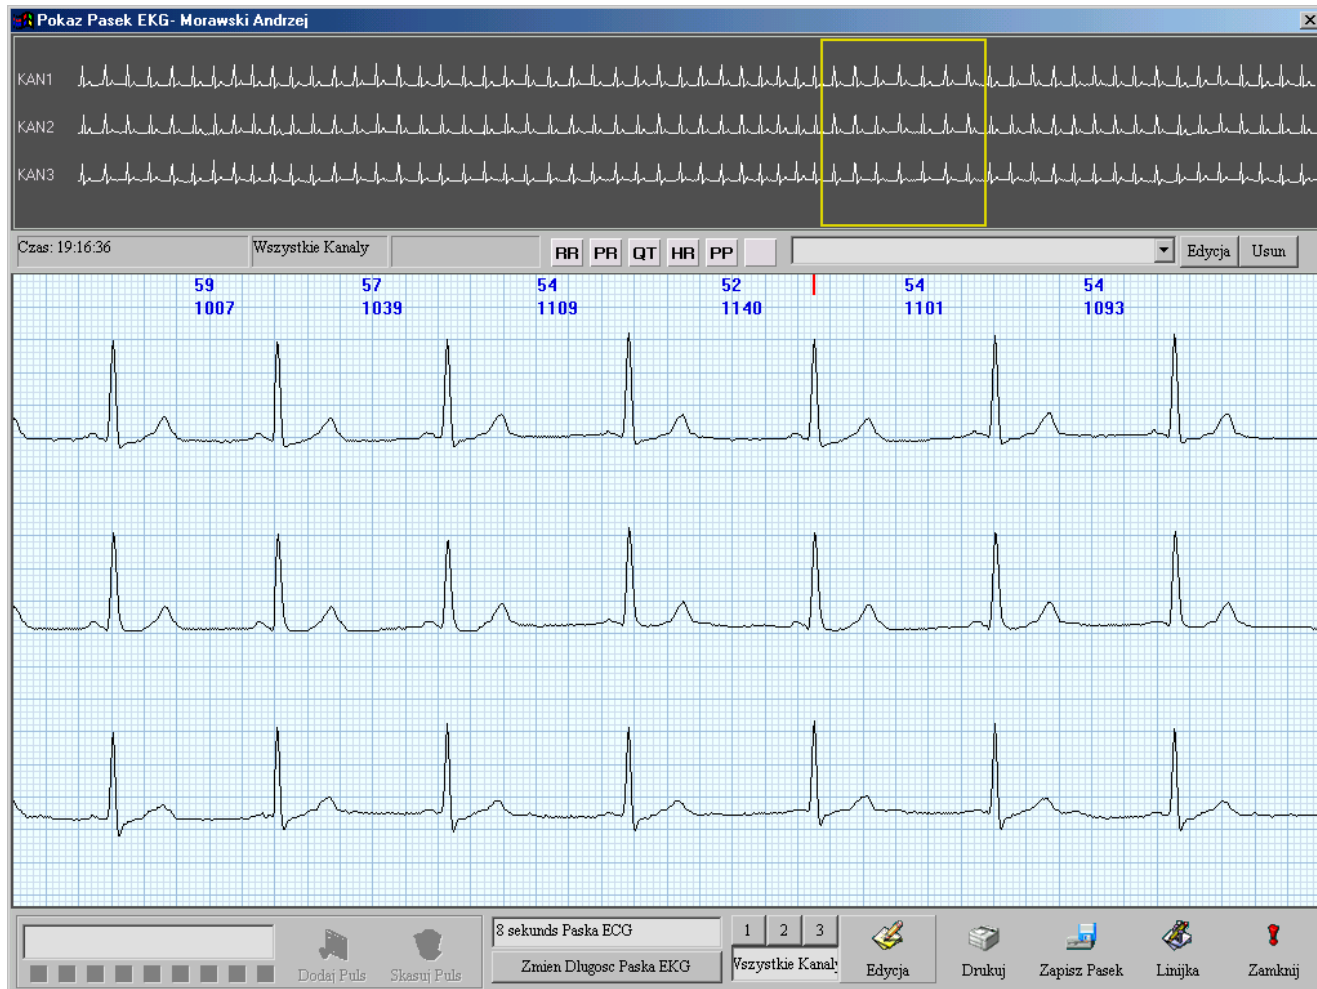 Pokaz Pasek EKG- Morawski Andrzej
KAN1
KAN2
KAN3
Czas: 19:16:36
Wszystkie Kanaly
RR PR QT HR PP
Edycja Usun
59 57 54 52 54 54
1007 1039 1109 1140 1101 1093
Dodaj Puls
Skasuj Puls
8 sekunds Paska ECG
Zmien Dlugosc Paska EKG
1 2 3
Wszystkie Kanaly
Edycja
Drukuj
Zapisz Pasek
Linijka
Zamknij